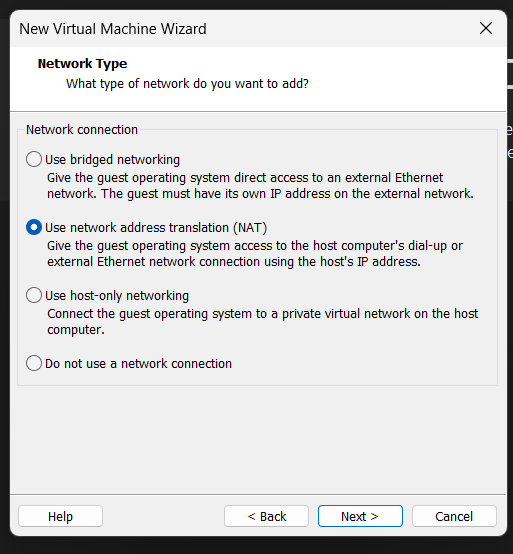 New Virtual Machine Wizard
Network Type
What type of network do you want to add?
Network connection
Use bridged networking
Give the guest operating system direct access to an external Ethernet
network. The guest must have its own IP address on the external network.
Use network address translation (NAT)
Give the guest operating system access to the host computer's dial-up or
external Ethernet network connection using the host's IP address.
Use host-only networking
Connect the guest operating system to a private virtual network on the host
computer.
Do not use a network connection
Help
< Back
Next >
Cancel